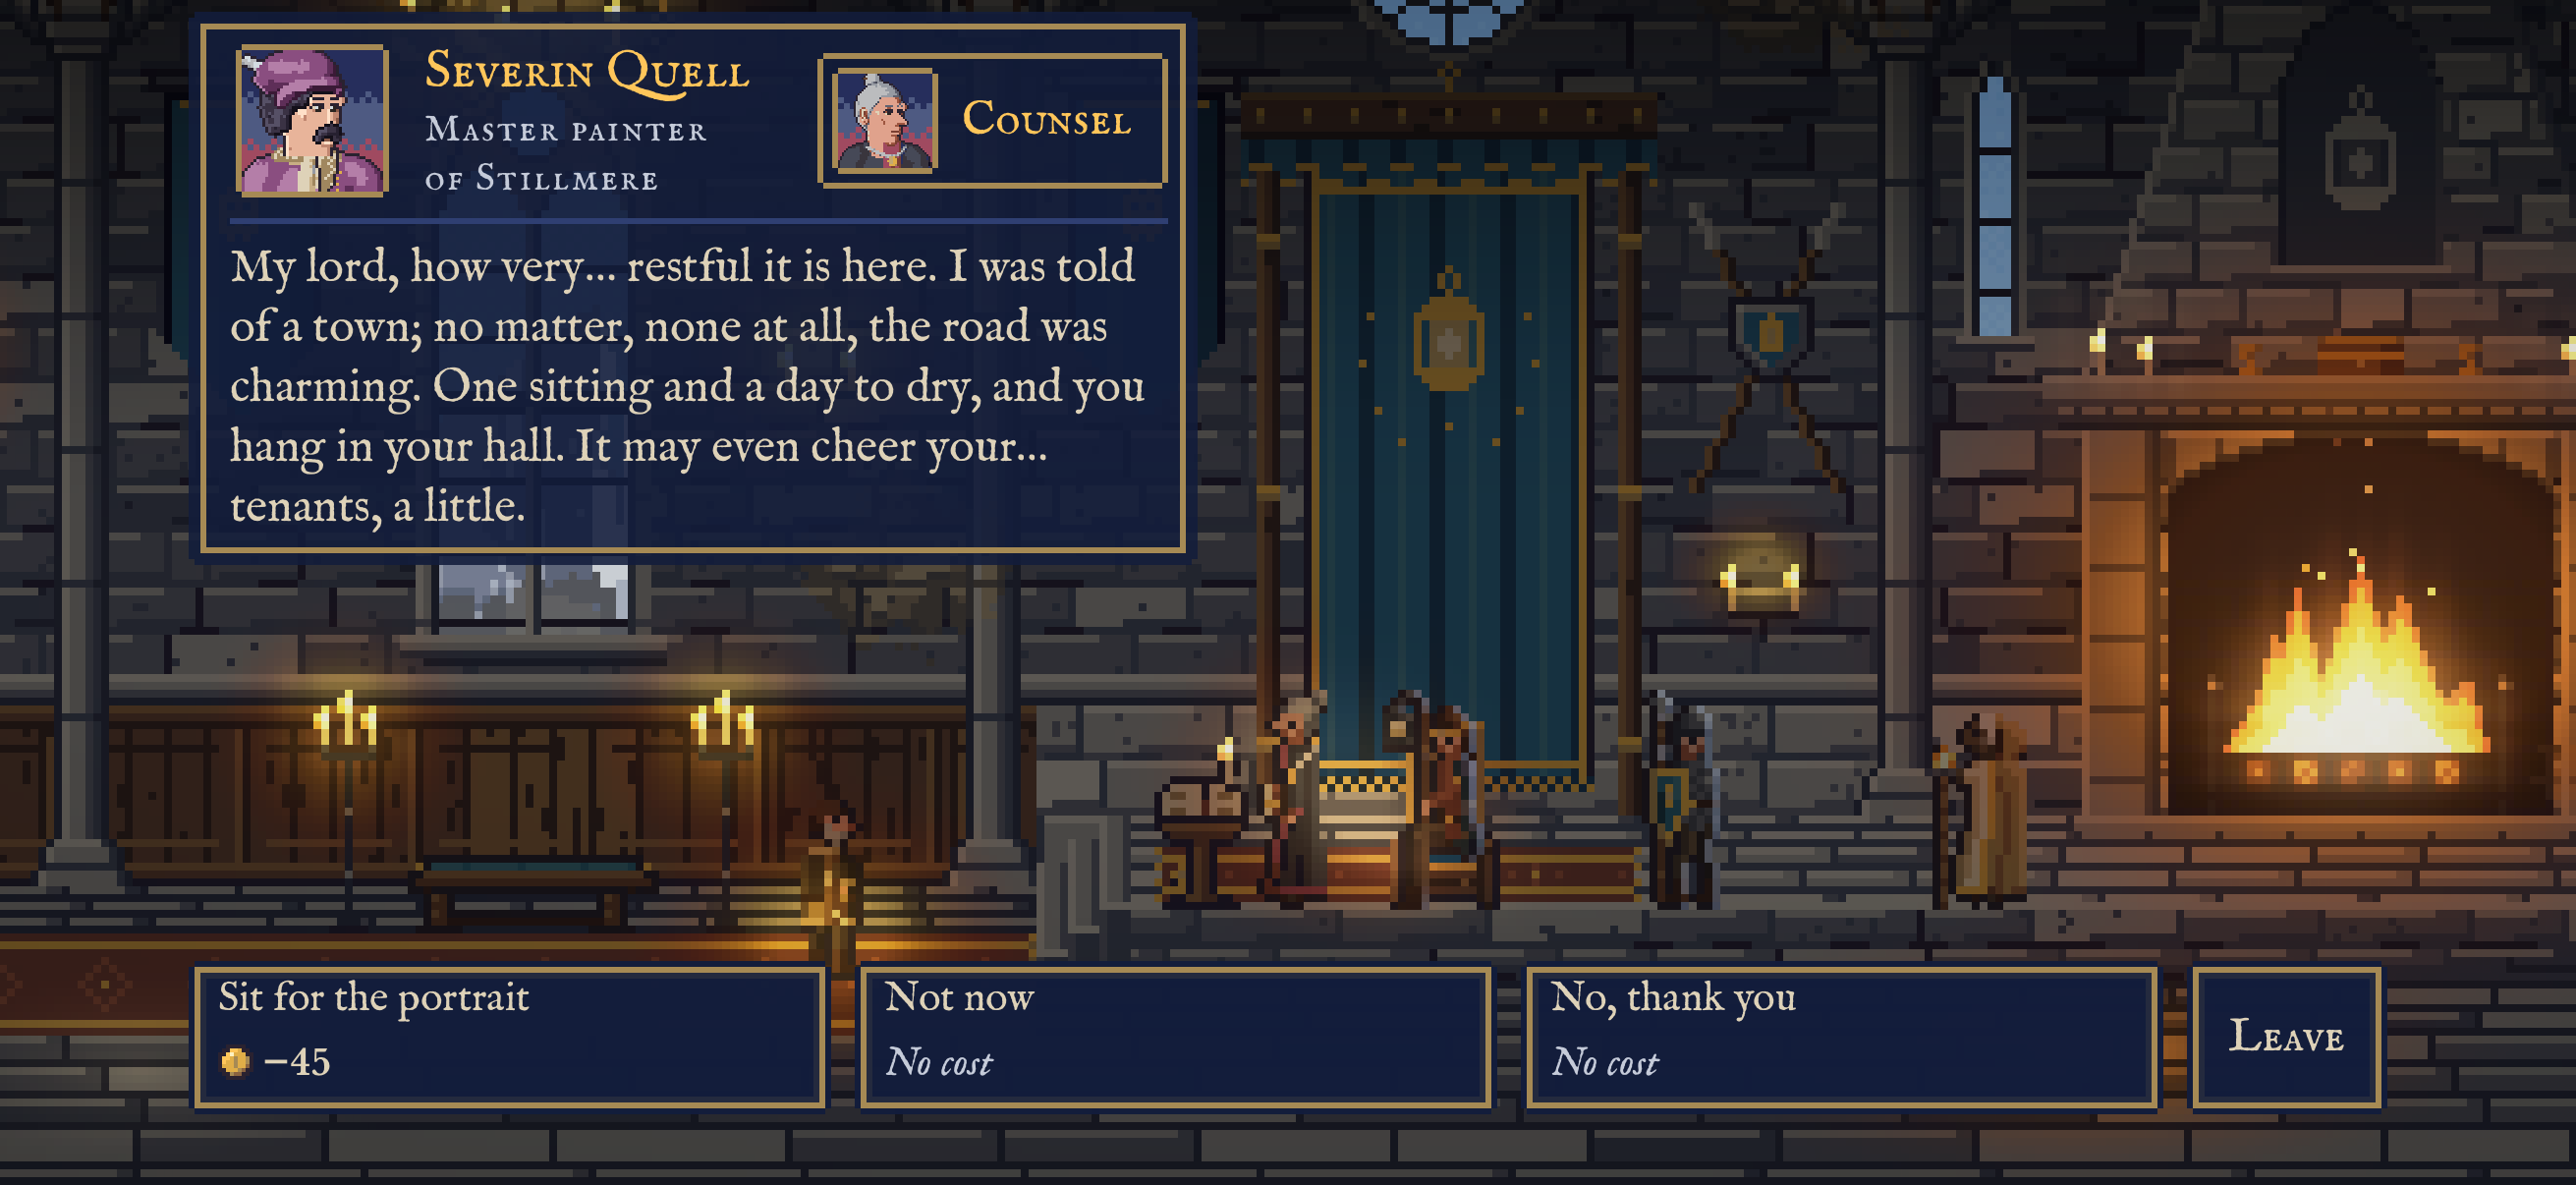 Severin Quell
Master painter
of Stillmere
Counsel
My lord, how very... restful it is here. I was told
of a town; no matter, none at all, the road was
charming. One sitting and a day to dry, and you
hang in your hall. It may even cheer your...
tenants, a little.
Sit for the portrait
−45
Not now
No cost
No, thank you
No cost
Leave